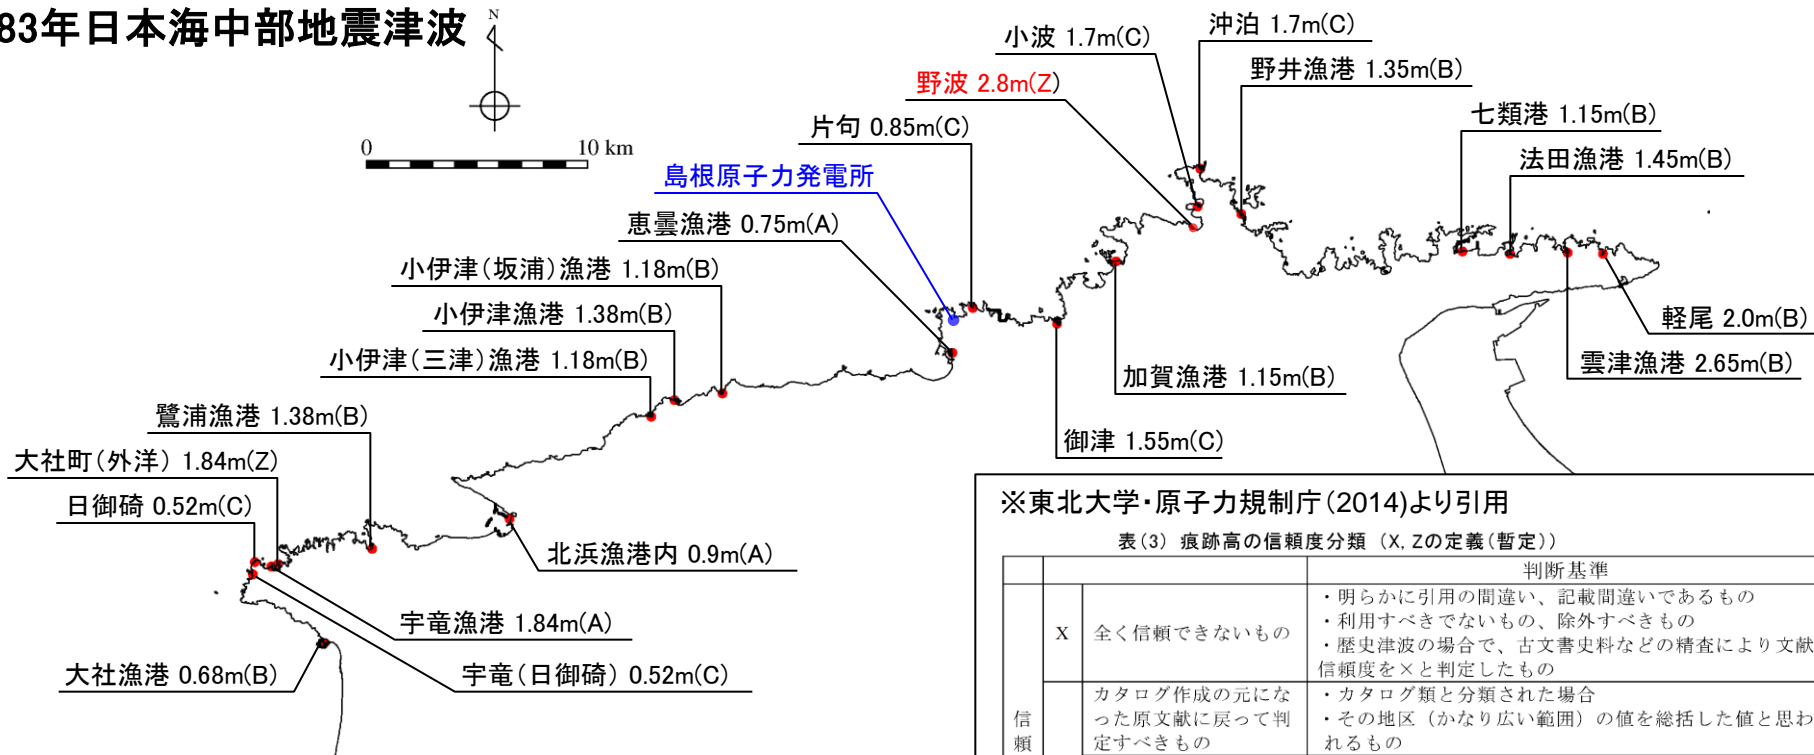 83年日本海中部地震津波
N
0 10 km
小波 1.7m(C)
沖泊 1.7m(C)
野波 2.8m(Z)
野井漁港 1.35m(B)
片句 0.85m(C)
七類港 1.15m(B)
法田漁港 1.45m(B)
島根原子力発電所
恵曇漁港 0.75m(A)
小伊津(坂浦)漁港 1.18m(B)
小伊津漁港 1.38m(B)
小伊津(三津)漁港 1.18m(B)
軽尾 2.0m(B)
雲津漁港 2.65m(B)
加賀漁港 1.15m(B)
鷺浦漁港 1.38m(B)
御津 1.55m(C)
大社町(外洋) 1.84m(Z)
日御碕 0.52m(C)
北浜漁港内 0.9m(A)
宇竜漁港 1.84m(A)
大社漁港 0.68m(B)
宇竜(日御碕) 0.52m(C)
※東北大学・原子力規制庁(2014)より引用
表(3) 痕跡高の信頼度分類 (X, Zの定義(暫定))
判断基準
X 全く信頼できないもの
・明らかに引用の間違い、記載間違いであるもの
・利用すべきでないもの、除外すべきもの
・歴史津波の場合で、古文書史料などの精査により文献
信頼度を×と判定したもの
信
頼
カタログ作成の元にな
った原文献に戻って判
定すべきもの
・カタログ類と分類された場合
・その地区(かなり広い範囲)の値を総括した値と思わ
れるもの